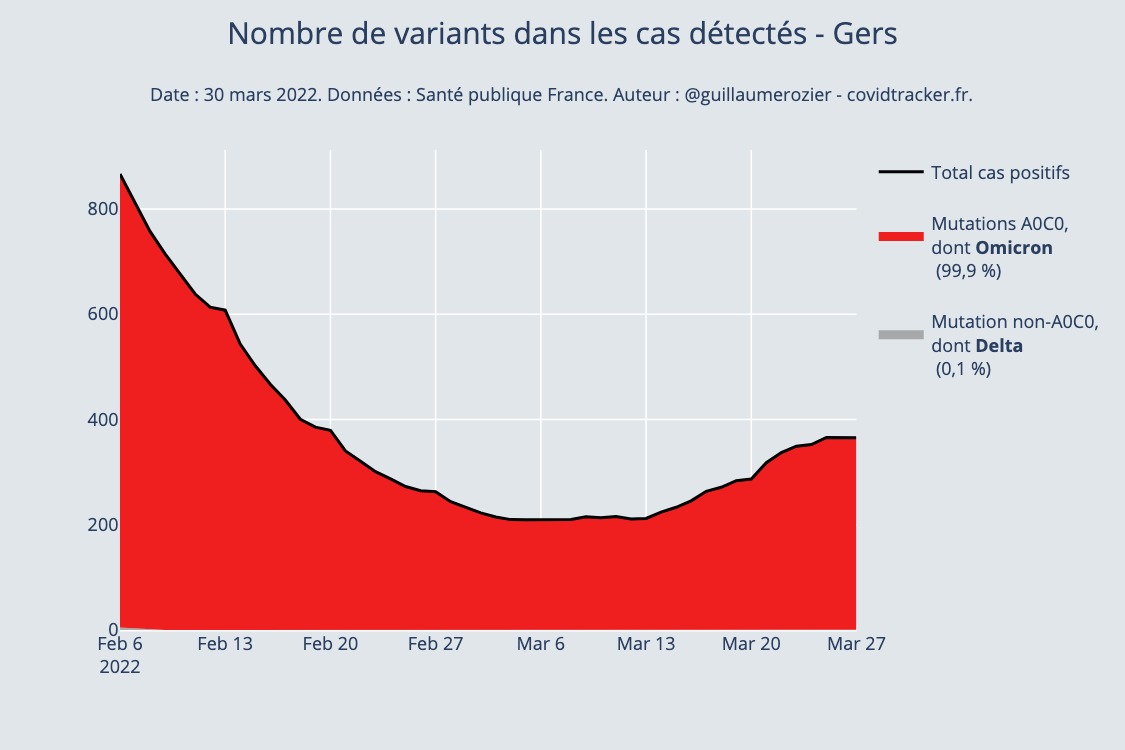 Nombre de variants dans les cas détectés - Gers
Date : 30 mars 2022. Données : Santé publique France. Auteur : @guillaumerozier - covidtracker.fr.
Total cas positifs
Mutations A0C0,
dont Omicron
(99,9 %)
Mutation non-A0C0,
dont Delta
(0,1 %)
800
600
400
200
0
Feb 6
2022
Feb 13
Feb 20
Feb 27
Mar 6
Mar 13
Mar 20
Mar 27